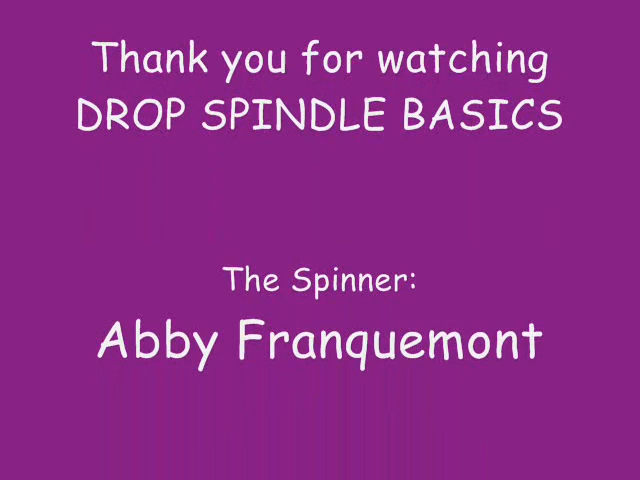 Thank you for watching
DROP SPINDLE BASICS
The Spinner:
Abby Franquemont